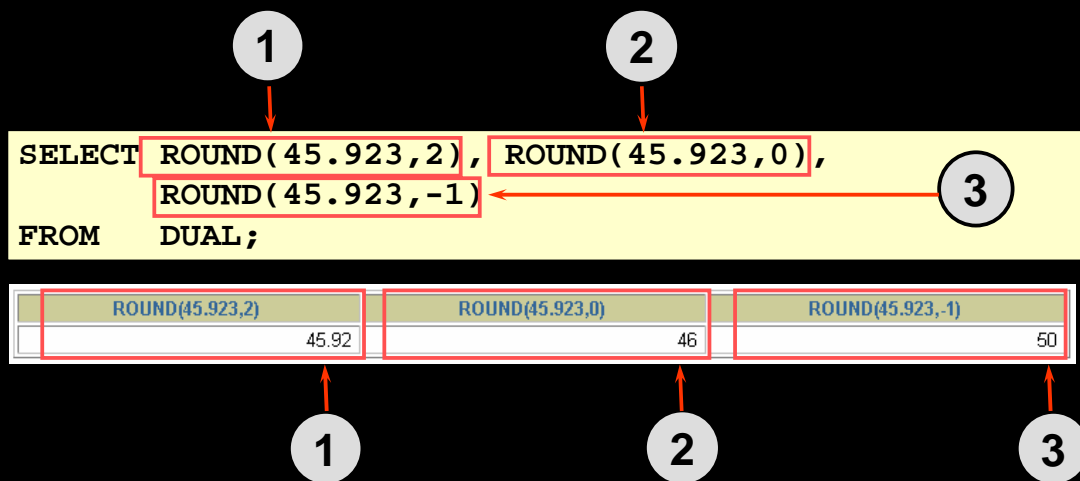 1 2
SELECT ROUND(45.923,2), ROUND(45.923,0),
ROUND(45.923,-1)
3
FROM DUAL;
ROUND(45.923,2) ROUND(45.923,0) ROUND(45.923,-1)
45.92 46 50
1 2 3